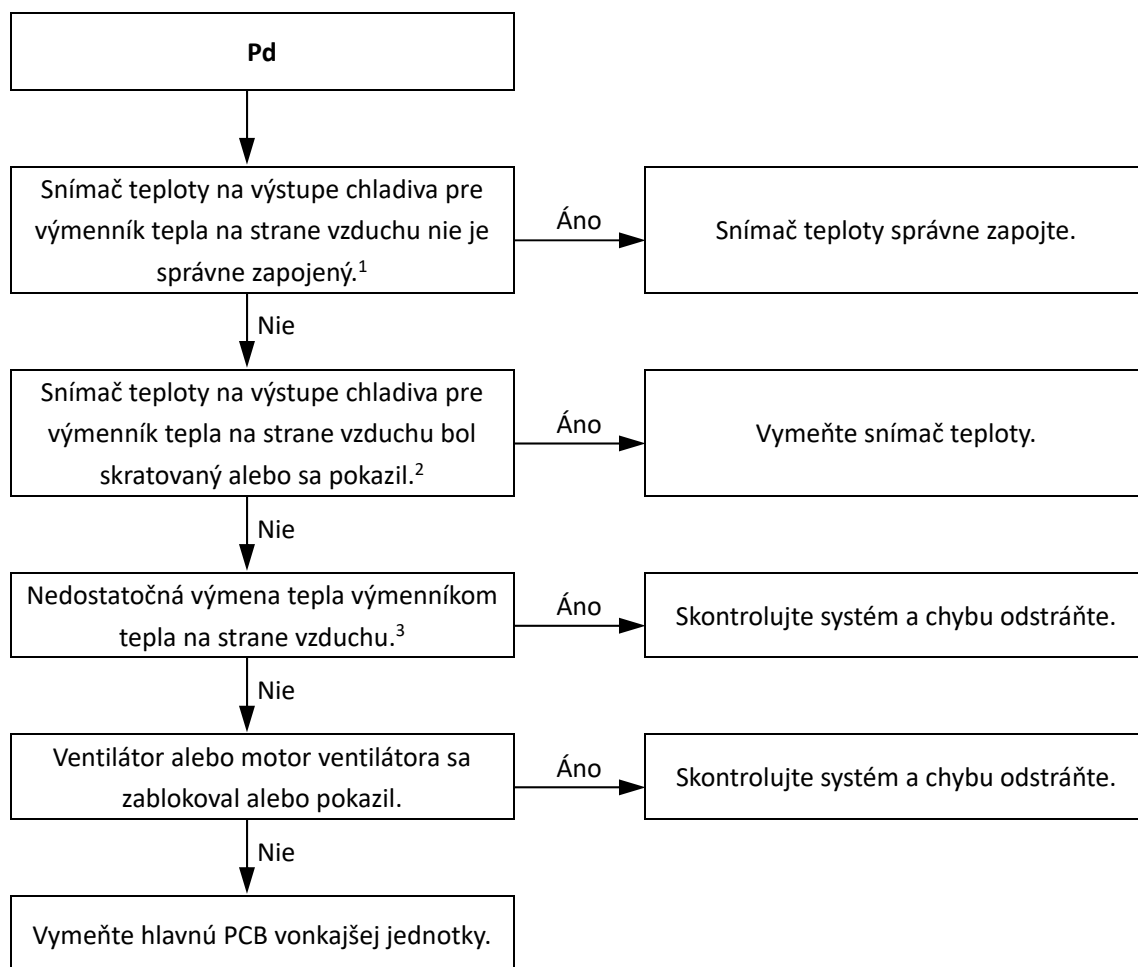 Pd
Snímač teploty na výstupe chladiva pre
výmenník tepla na strane vzduchu nie je
správne zapojený.¹
Áno
Snímač teploty správne zapojte.
Nie
Snímač teploty na výstupe chladiva pre
výmenník tepla na strane vzduchu bol
skratovaný alebo sa pokazil.²
Áno
Vymeňte snímač teploty.
Nie
Nedostatočná výmena tepla výmenníkom
tepla na strane vzduchu.³
Áno
Skontrolujte systém a chybu odstráňte.
Nie
Ventilátor alebo motor ventilátora sa
zablokoval alebo pokazil.
Áno
Skontrolujte systém a chybu odstráňte.
Nie
Vymeňte hlavnú PCB vonkajšej jednotky.